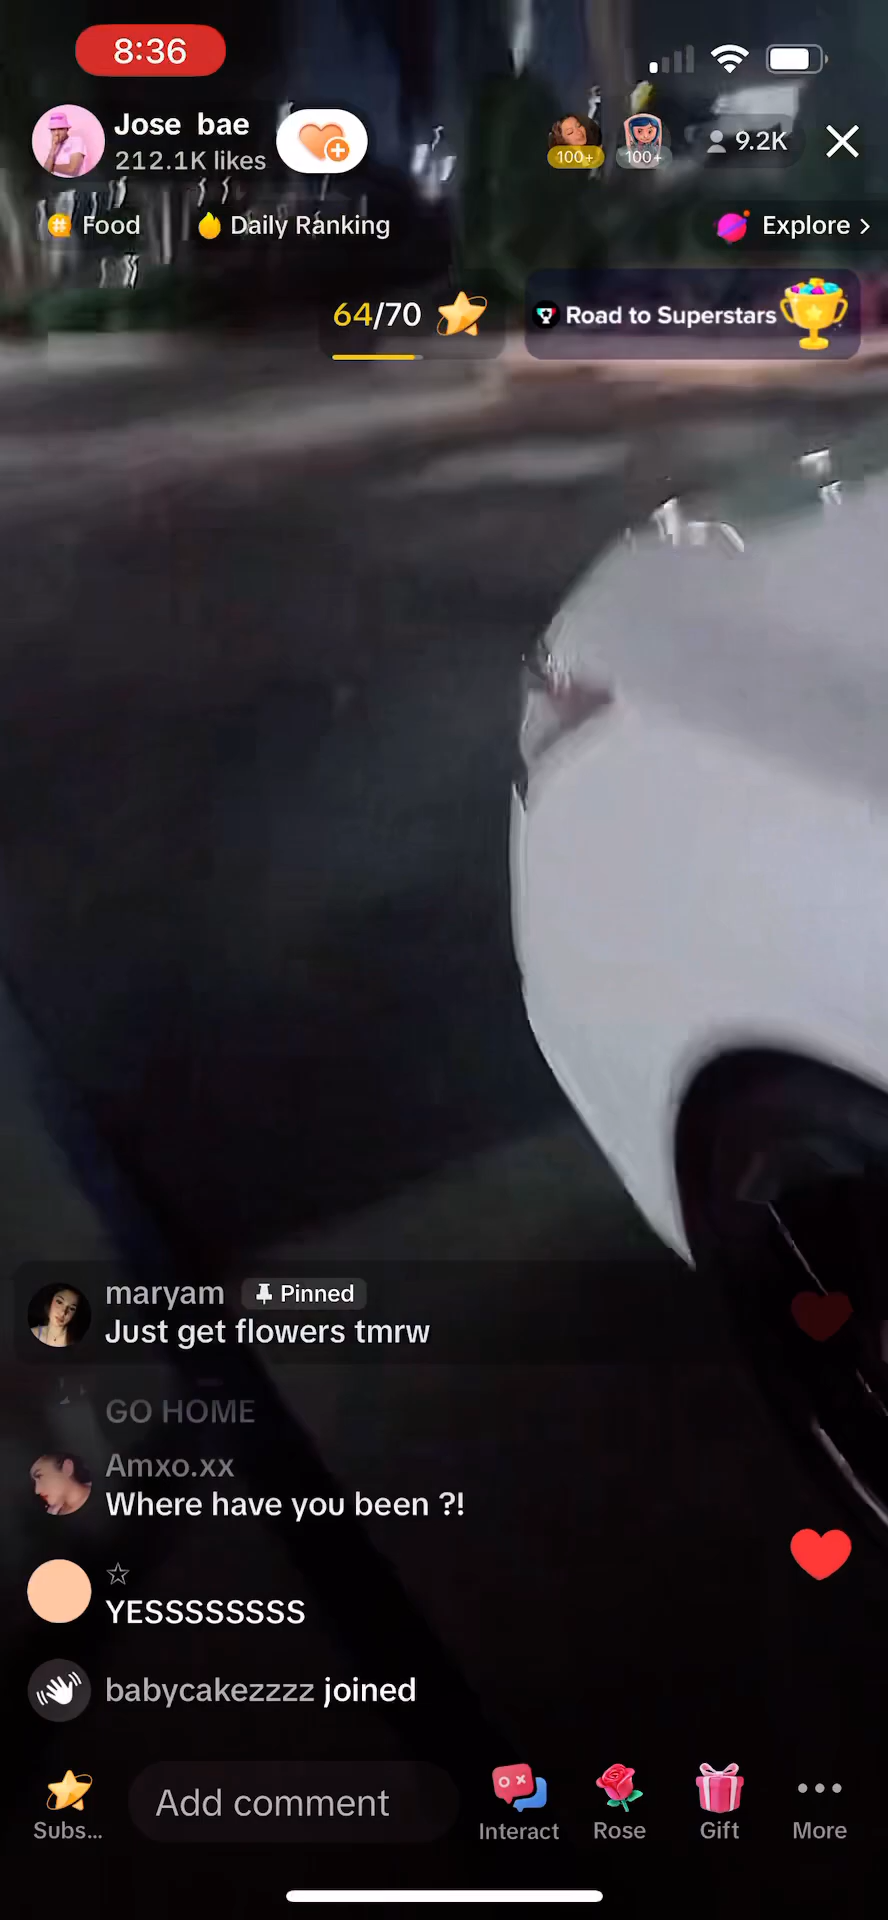 8:36
Jose bae
212.1K likes
100+
100+
9.2K
Food
Daily Ranking
Explore >
64/70
Road to Superstars
maryam Pinned
Just get flowers tmrw
GO HOME
Amxo.xx
Where have you been ?!
☆
YESSSSSSSS
babycakezzzz joined
Subs...
Add comment
Interact
Rose
Gift
More